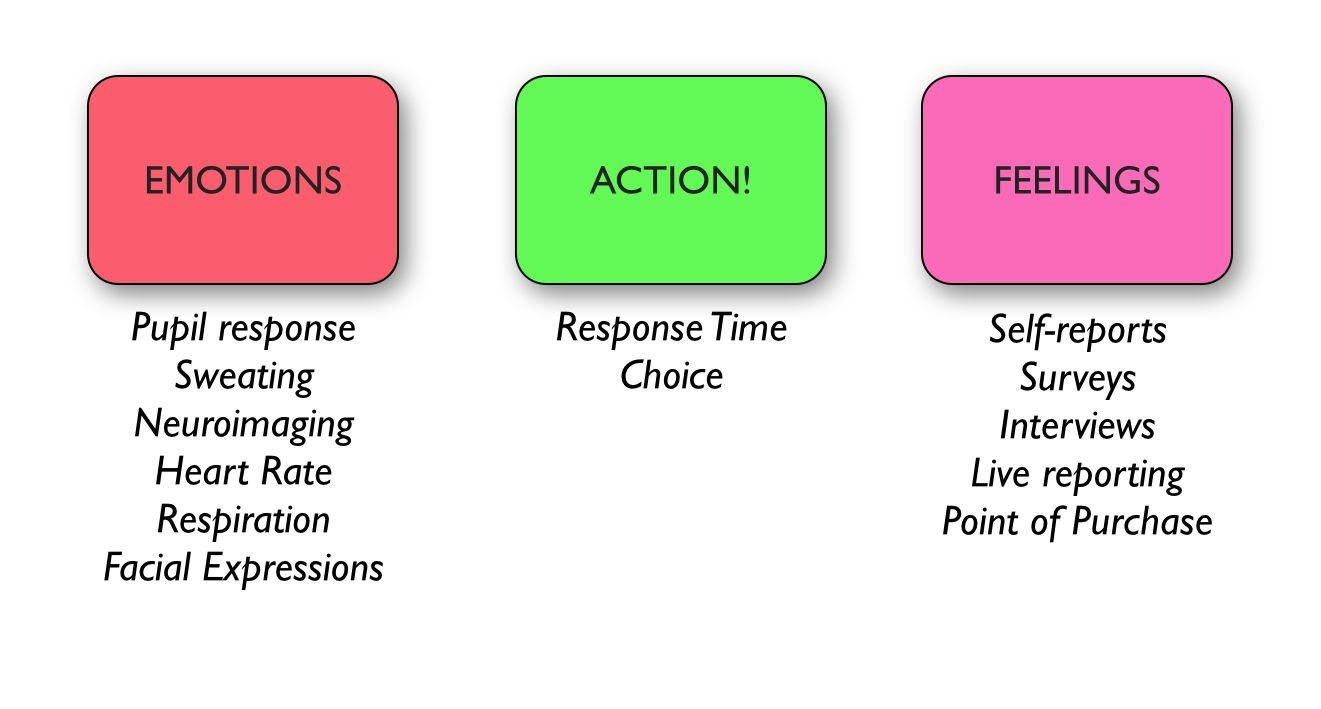 EMOTIONS
Pupil response
Sweating
Neuroimaging
Heart Rate
Respiration
Facial Expressions
ACTION!
Response Time
Choice
FEELINGS
Self-reports
Surveys
Interviews
Live reporting
Point of Purchase